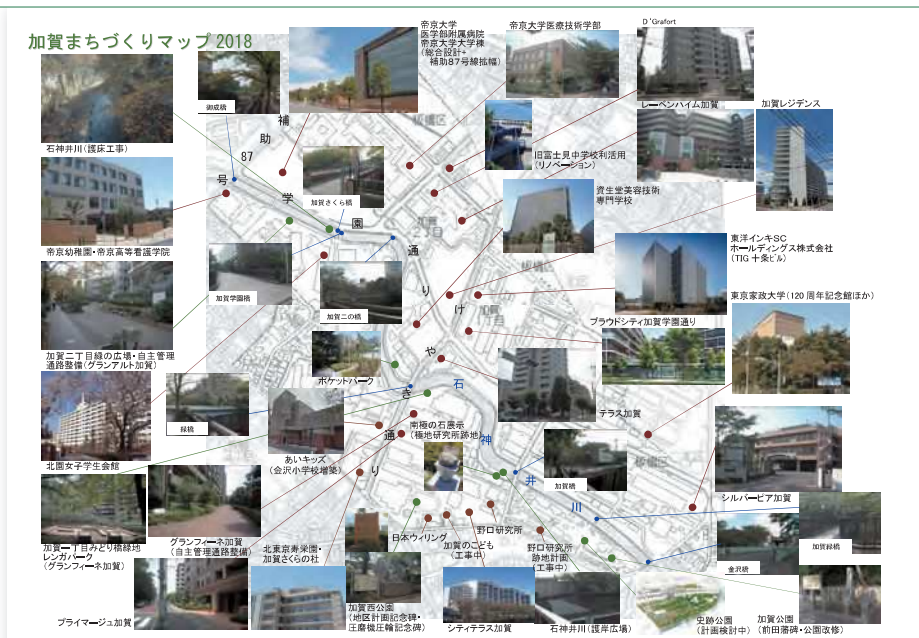 加賀まちづくりマップ 2018
石神井川(護床工事)
御成橋
帝京大学
医学部附属病院
帝京大学大学棟
(総合設計+
補助87号線拡幅)
帝京大学医療技術学部
D'Grafort
レーベンハイム加賀
加賀レジデンス
旧富士見中学校利活用
(リノベーション)
資生堂美容技術
専門学校
補助87号
学園通り
加賀さくら橋
帝京幼稚園・帝京高等看護学院
加賀学園橋
加賀二の橋
東洋インキSC
ホールディングス株式会社
(TIG 十条ビル)
東京家政大学(120 周年記念館ほか)
プラウドシティ加賀学園通り
加賀二丁目緑の広場・自主管理
通路整備(グランアルト加賀)
ポケットパーク
けやき通り
石神井川
板橋区
テラス加賀
緑橋
あいキッズ
(金沢小学校増築)
南極の石展示
(極地研究所跡地)
北園女子学生会館
加賀橋
シルバーピア加賀
加賀一丁目みどり橋緑地
レンガパーク
(グランフィーネ加賀)
グランフィーネ加賀
(自主管理通路整備)
北東京寿栄園・
加賀さくらの杜
日本ウィリング
加賀のこども
(工事中)
野口研究所
野口研究所
跡地計画
(工事中)
金沢橋
加賀緑橋
プライマージュ加賀
加賀西公園
(地区計画記念碑・
圧磨機圧輪記念碑)
シティテラス加賀
石神井川(護岸広場)
史跡公園
(計画検討中)
加賀公園
(前田藩碑・公園改修)